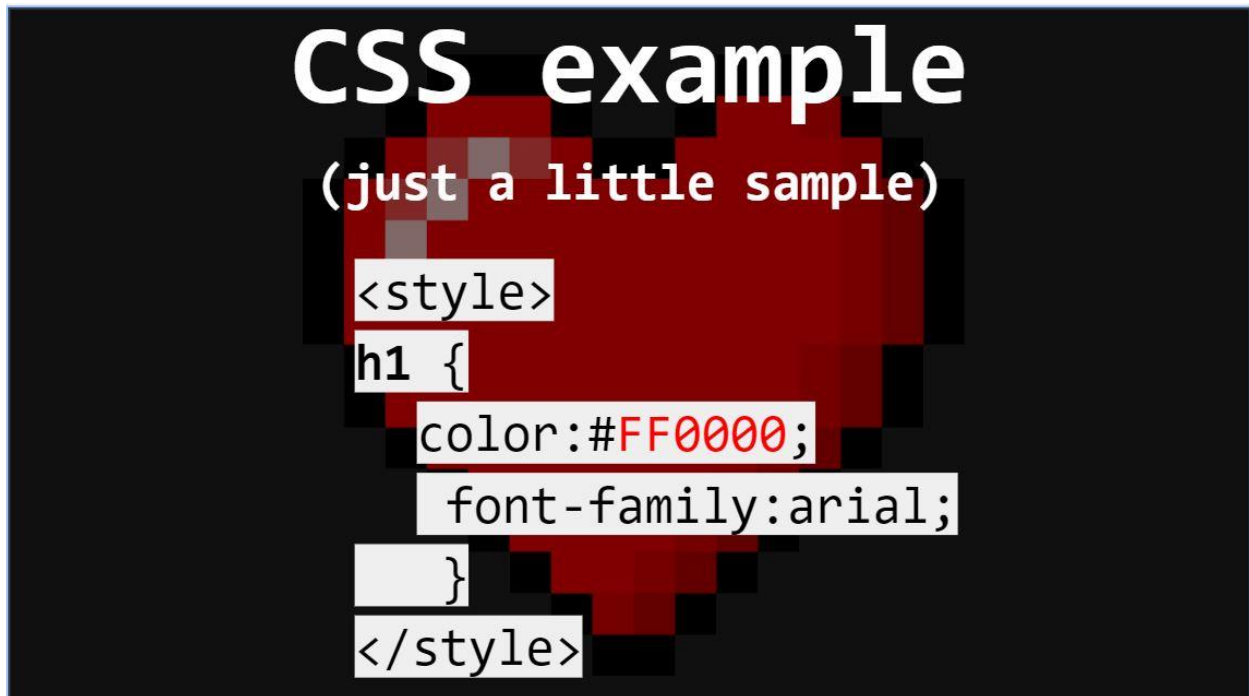 CSS example
(just a little sample)
<style>
h1 {
color:#FF0000;
font-family:arial;
}
</style>